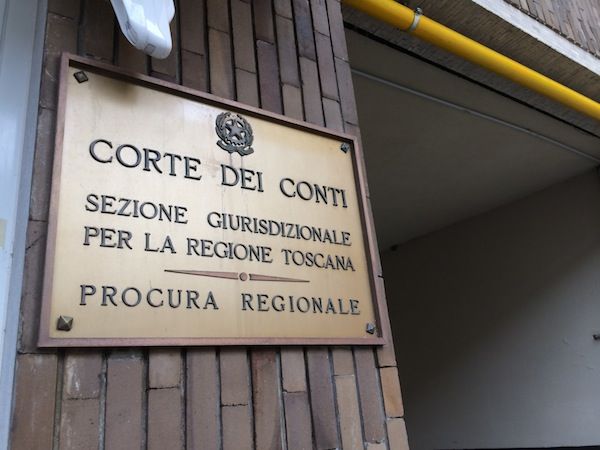 CORTE DEI CONTI
SEZIONE GIURISDIZIONALE
PER LA REGIONE TOSCANA
PROCURA REGIONALE